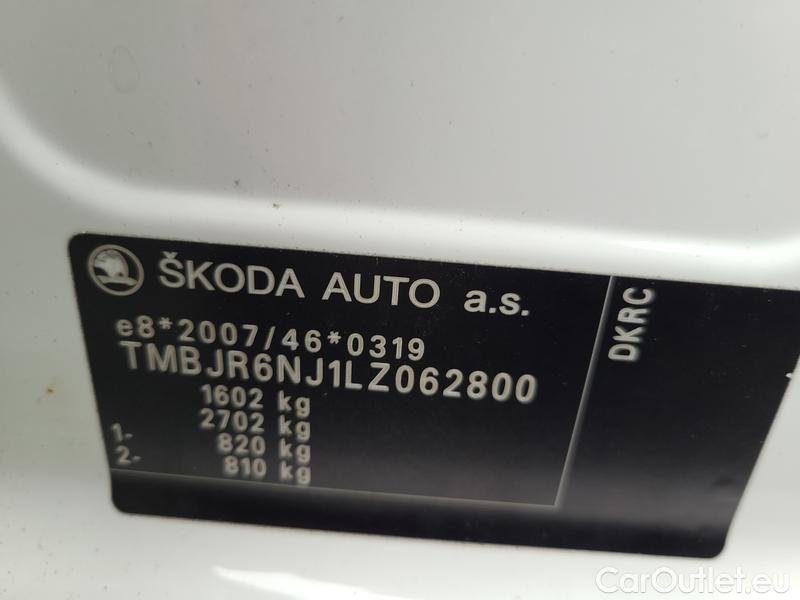 ŠKODA AUTO a.s.
e8*2007/46*0319
TMBJR6NJ1LZ062800
1602 kg
2702 kg
1- 820 kg
2- 810 kg
DKRC
CarOutlet.eu